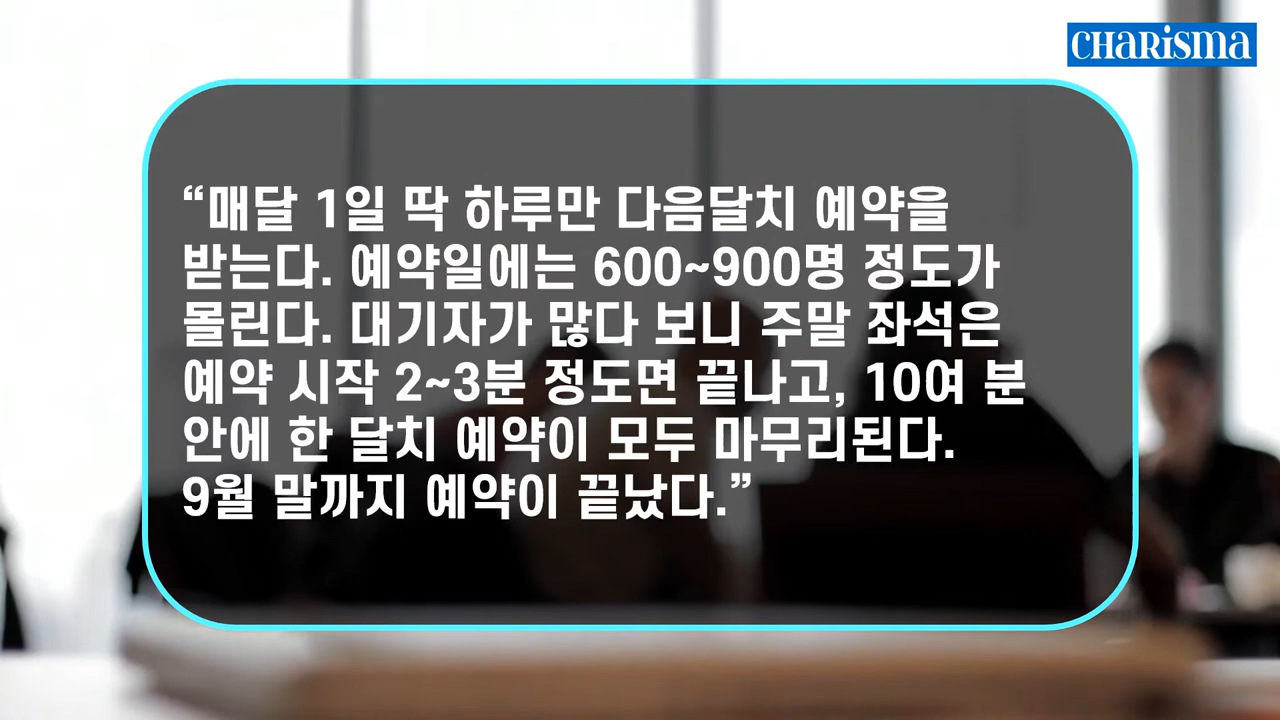 CHARISMA
“매달 1일 딱 하루만 다음달치 예약을
받는다. 예약일에는 600~900명 정도가
몰린다. 대기자가 많다 보니 주말 좌석은
예약 시작 2~3분 정도면 끝나고, 10여 분
안에 한 달치 예약이 모두 마무리된다.
9월 말까지 예약이 끝났다.”